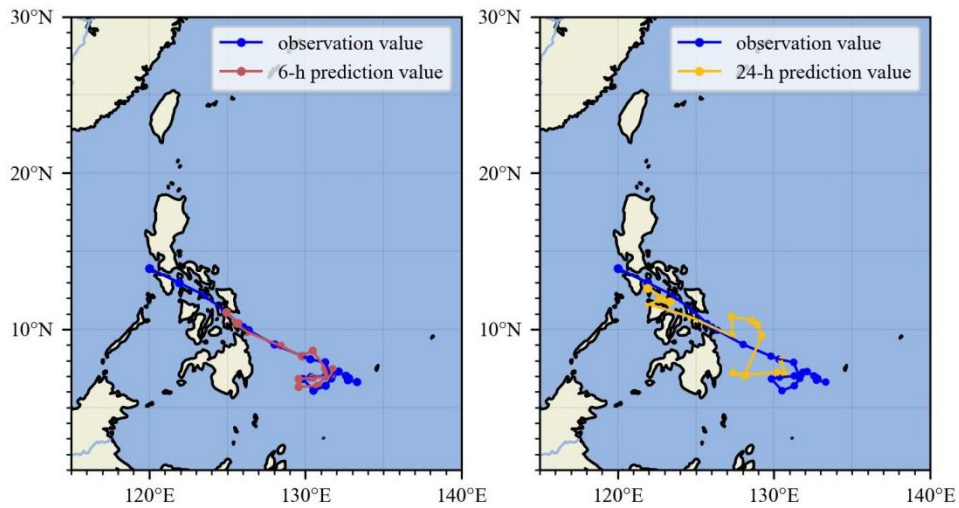 30°N
observation value
6-h prediction value
20°N
10°N
120°E
130°E
140°E
30°N
observation value
24-h prediction value
20°N
10°N
120°E
130°E
140°E